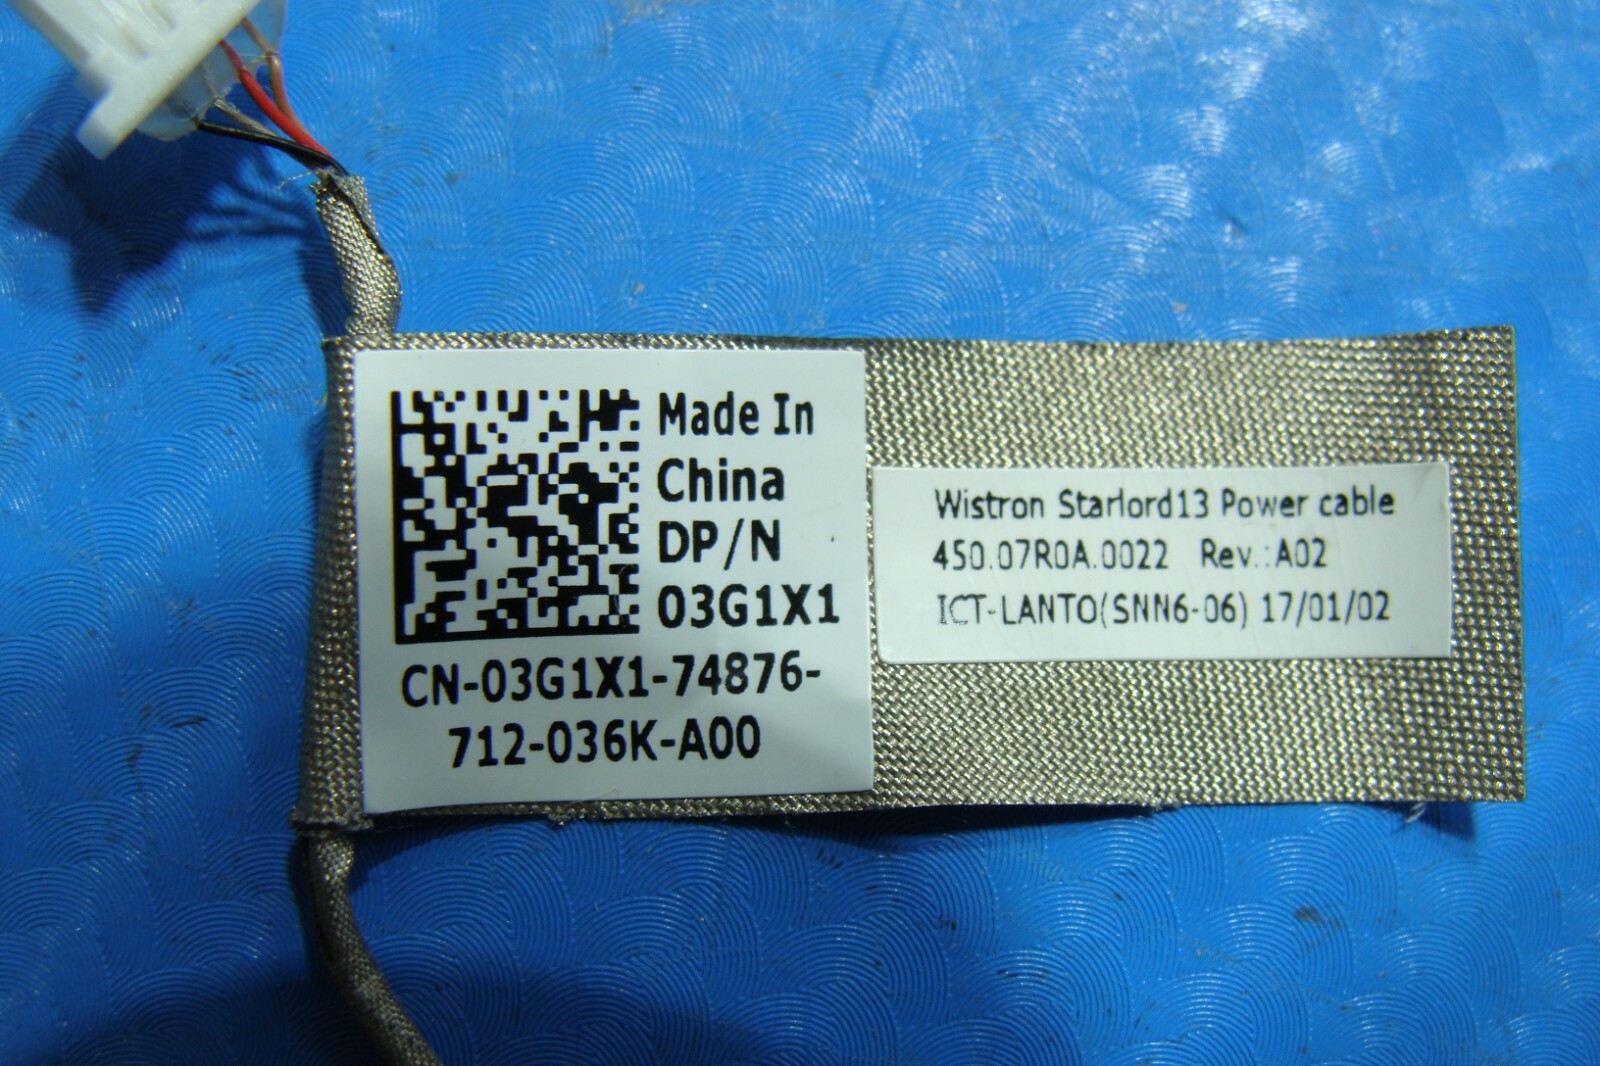 Made In
China
DP/N
03G1X1
CN-03G1X1-74876-
712-036K-A00
Wistron Starlord13 Power cable
450.07R0A.0022 Rev.:A02
ICT-LANTO(SNN6-06) 17/01/02